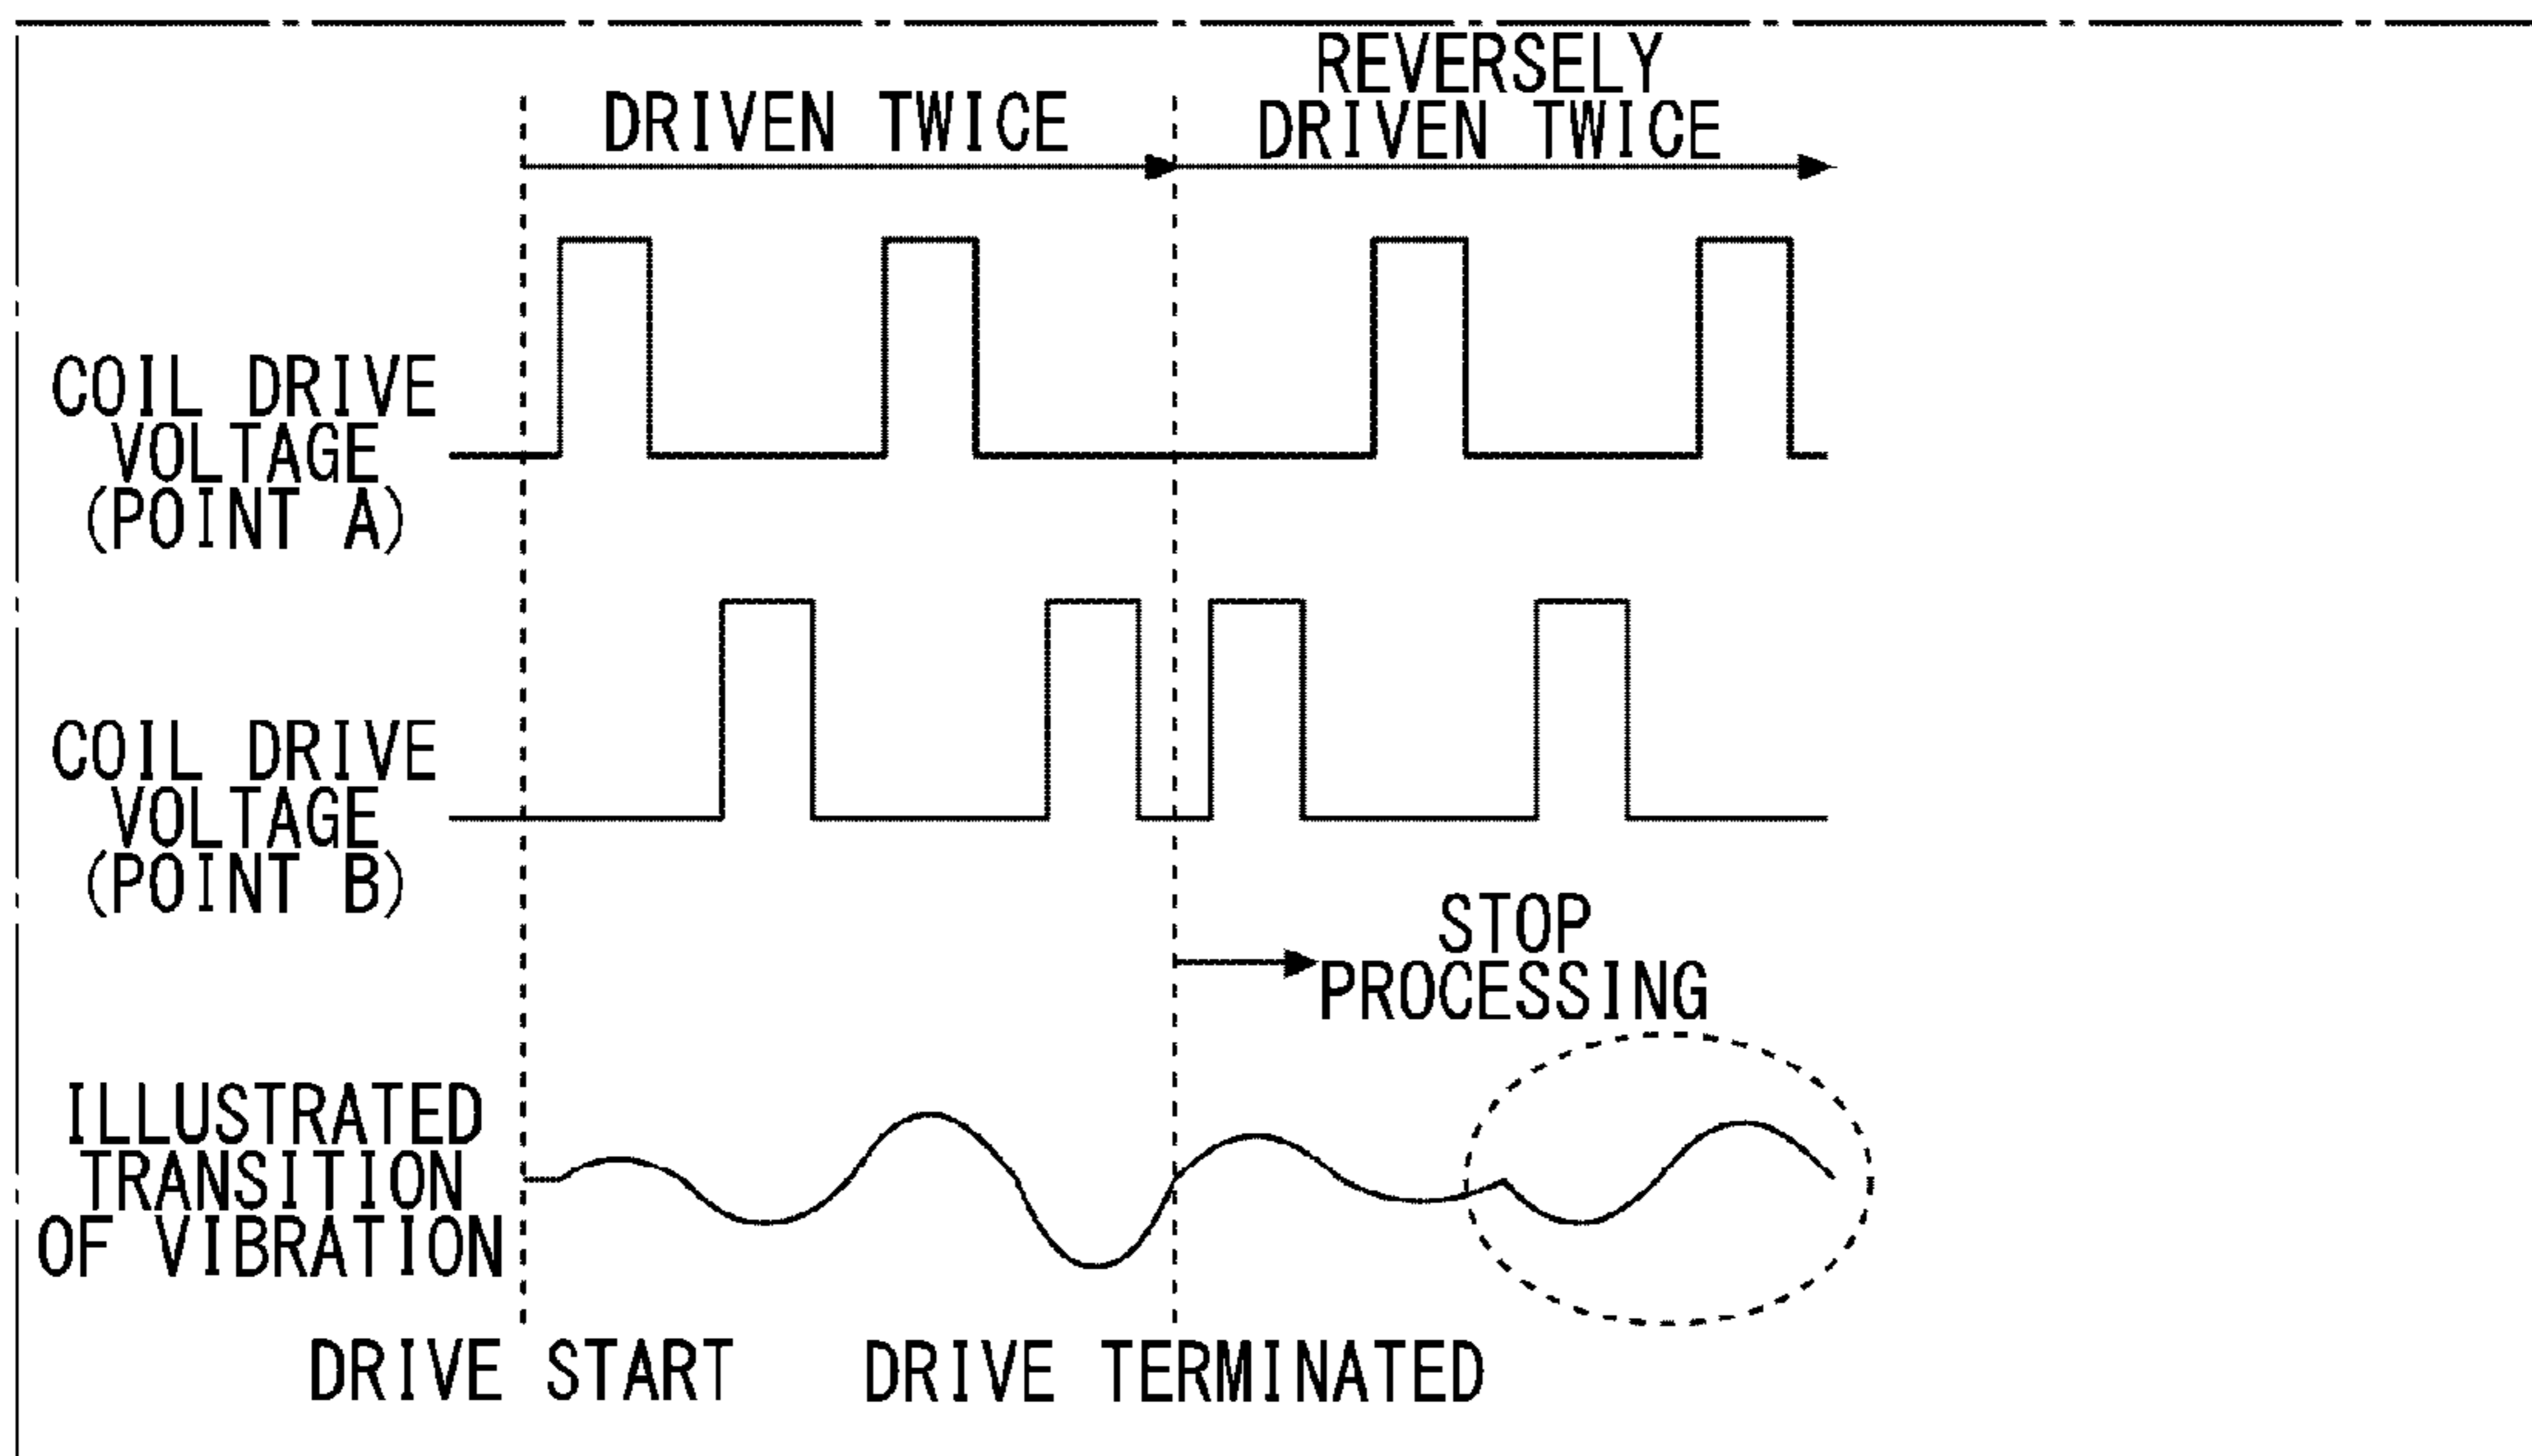 DRIVEN TWICE
REVERSELY
DRIVEN TWICE
COIL DRIVE
VOLTAGE
(POINT A)
COIL DRIVE
VOLTAGE
(POINT B)
STOP
PROCESSING
ILLUSTRATED
TRANSITION
OF VIBRATION
DRIVE START
DRIVE TERMINATED